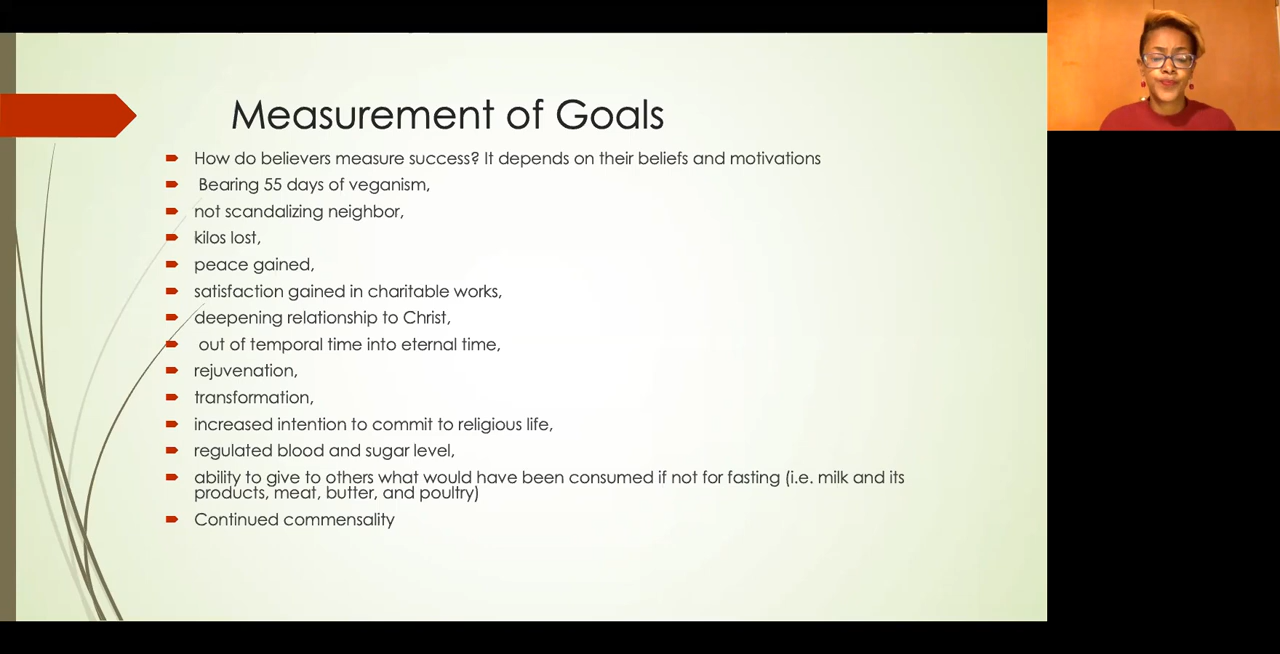 Measurement of Goals
How do believers measure success? It depends on their beliefs and motivations
Bearing 55 days of veganism,
not scandalizing neighbor,
kilos lost,
peace gained,
satisfaction gained in charitable works,
deepening relationship to Christ,
out of temporal time into eternal time,
rejuvenation,
transformation,
increased intention to commit to religious life,
regulated blood and sugar level,
ability to give to others what would have been consumed if not for fasting (i.e. milk and its
products, meat, butter, and poultry)
Continued commensality